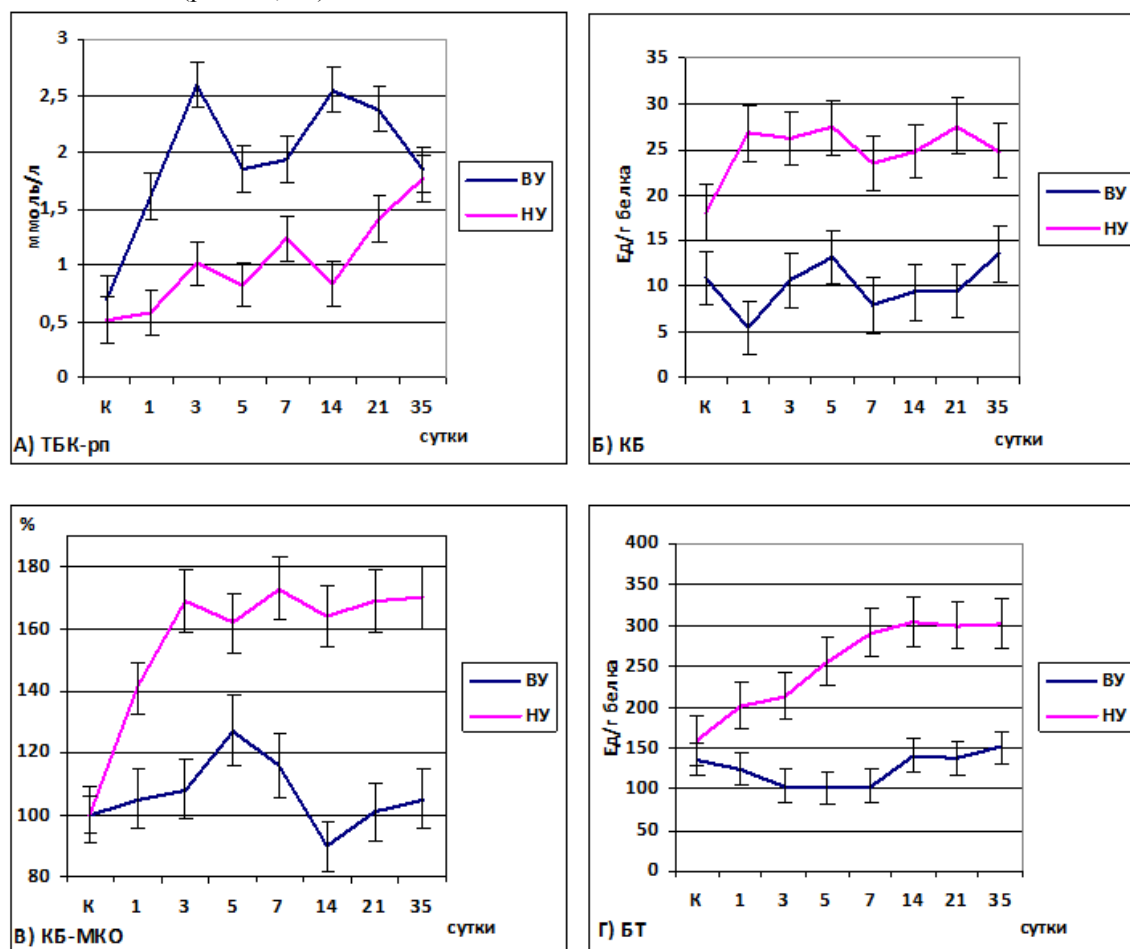 3
2,5
2
1,5
1
0,5
0
ммоль/л
К 1 3 5 7 14 21 35
сутки
ВУ
НУ
А) ТБК-рп
35
30
25
20
15
10
5
0
Ед/г белка
К 1 3 5 7 14 21 35
сутки
ВУ
НУ
Б) КБ
%
180
160
140
120
100
80
К 1 3 5 7 14 21 35
сутки
ВУ
НУ
В) КБ-МКО
400
350
300
250
200
150
100
50
0
Ед/г белка
К 1 3 5 7 14 21 35
сутки
ВУ
НУ
Г) БТ